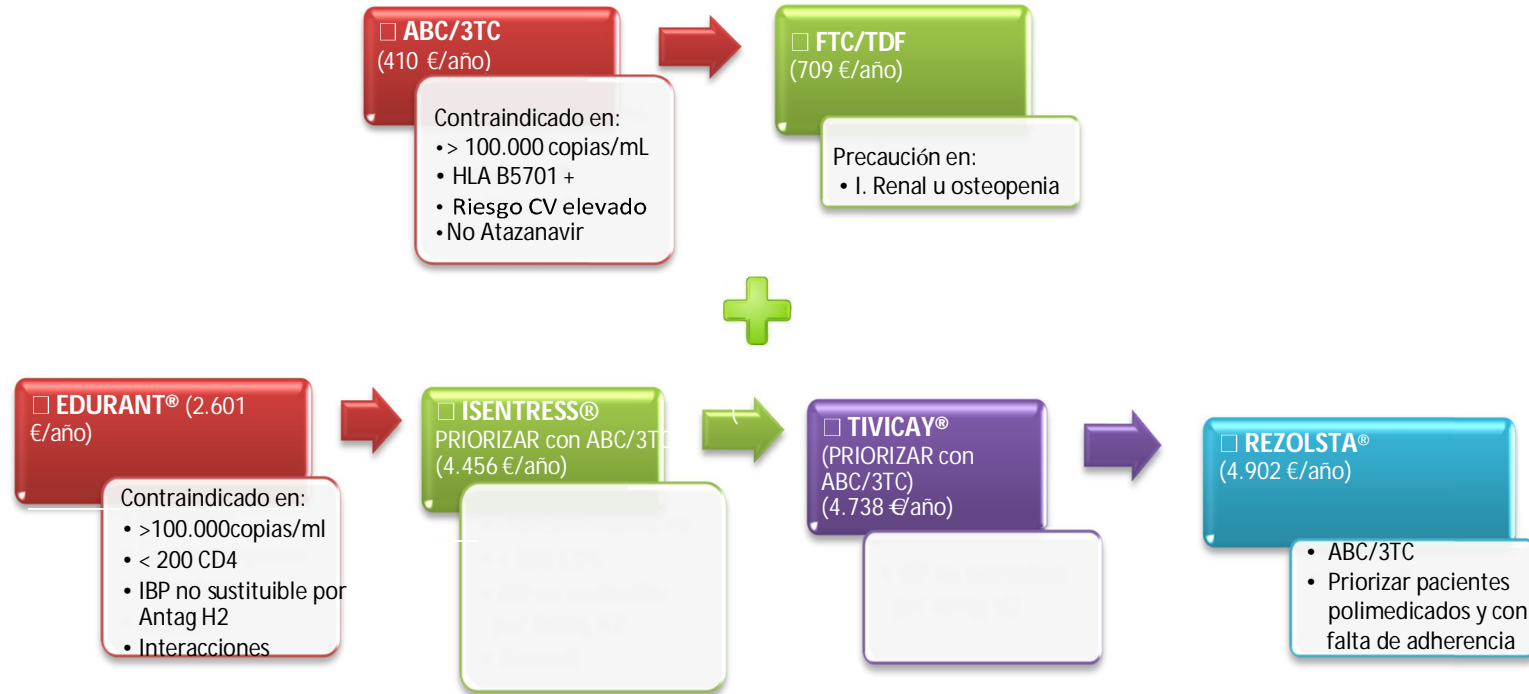 □ ABC/3TC
(410 €/año)
Contraindicado en:
•> 100.000 copias/mL
• HLA B5701 +
• Riesgo CV elevado
• No Atazanavir
□ FTC/TDF
(709 €/año)
Precaución en:
• I. Renal u osteopenia
□ EDURANT® (2.601
€/año)
Contraindicado en:
• >100.000copias/ml
• < 200 CD4
• IBP no sustituible por
Antag H2
• Interacciones
□ ISENTRESS®
PRIORIZAR con ABC/3TC
(4.456 €/año)
□ TIVICAY®
(PRIORIZAR con
ABC/3TC)
(4.738 €/año)
□ REZOLSTA®
(4.902 €/año)
• ABC/3TC
• Priorizar pacientes
polimedicados y con
falta de adherencia